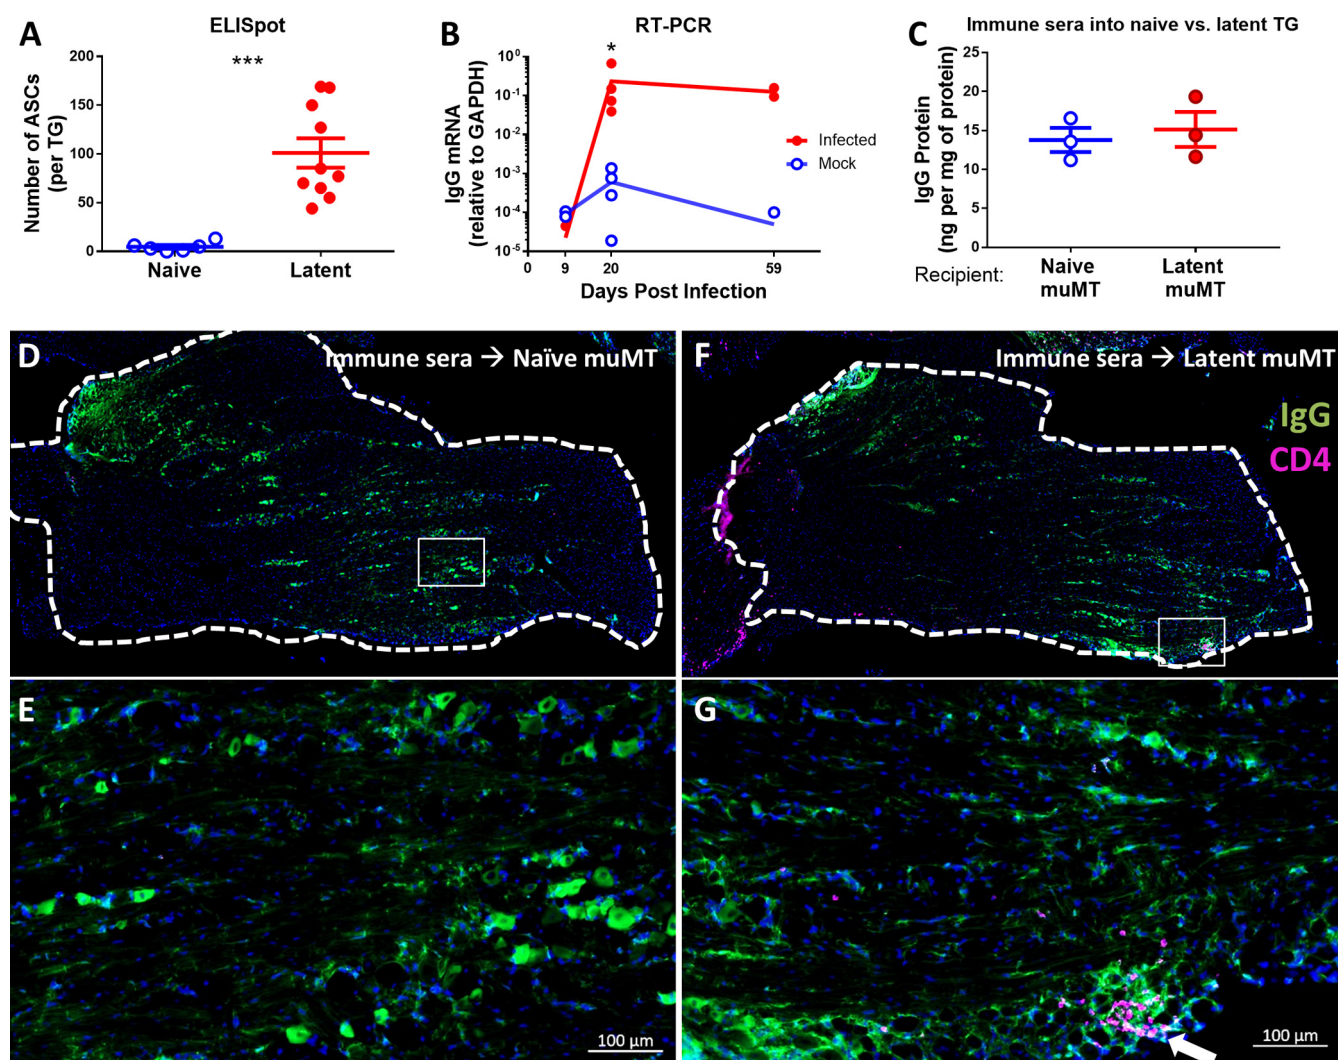 A
ELISpot
***
Number of ASCs
(per TG)
200
150
100
50
0
Naive
Latent
B
RT-PCR
*
IgG mRNA
(relative to GAPDH)
10⁰
10⁻¹
10⁻²
10⁻³
10⁻⁴
10⁻⁵
0
9
20
59
Days Post Infection
Infected
Mock
C
Immune sera into naive vs. latent TG
IgG Protein
(ng per mg of protein)
25
20
15
10
5
0
Recipient:
Naive
muMT
Latent
muMT
D
Immune sera → Naïve muMT
F
Immune sera → Latent muMT
IgG
CD4
E
100 µm
G
100 µm